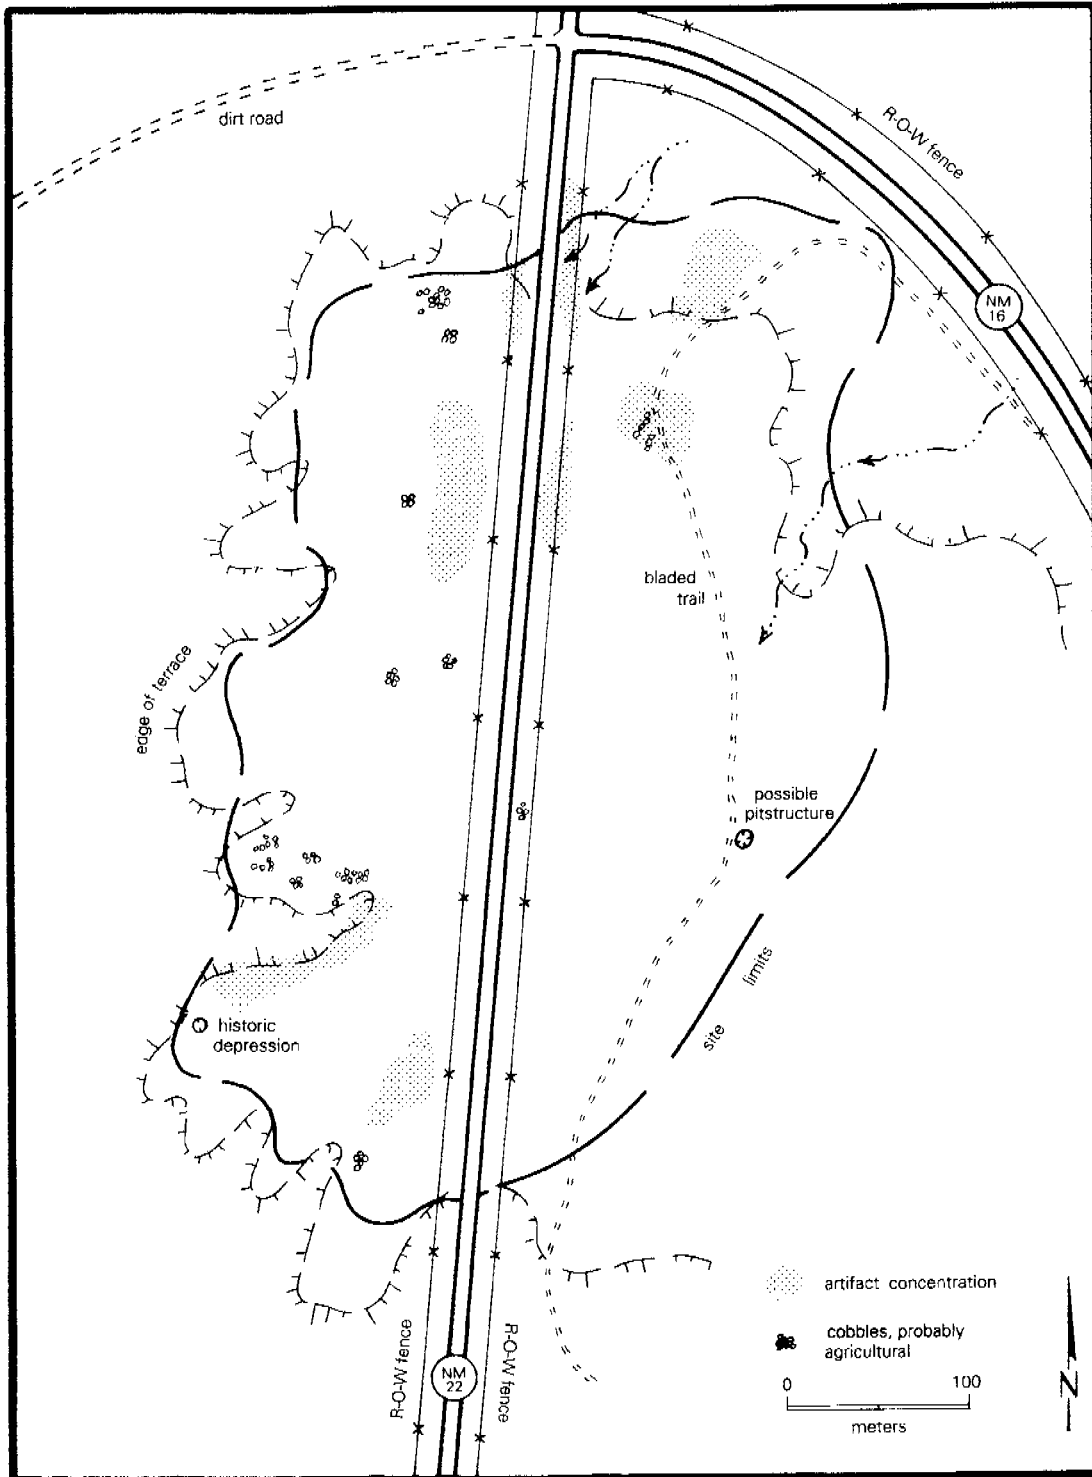 dirt road
R-O-W fence
NM
16
bladed
trail
edge of terrace
possible
pitstructure
limits
site
historic
depression
artifact concentration
cobbles, probably
agricultural
0 100
meters
N
R-O-W fence
R-O-W fence
NM
22